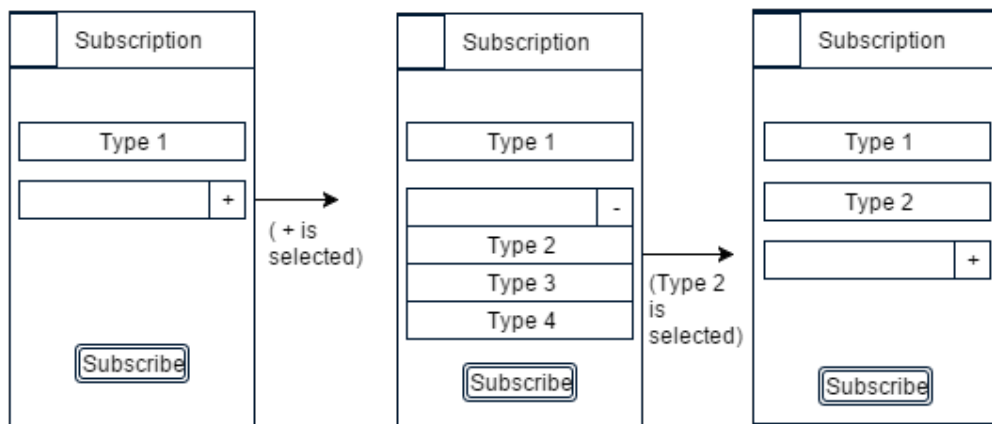 Subscription
Type 1
+
Subscribe
( + is
selected)
Subscription
Type 1
-
Type 2
Type 3
Type 4
Subscribe
(Type 2
is
selected)
Subscription
Type 1
Type 2
+
Subscribe